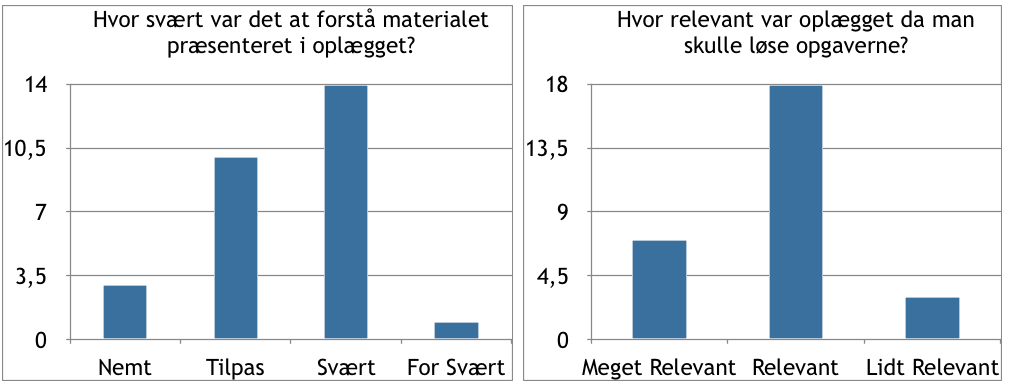 Hvor svært var det at forstå materialet
præsenteret i oplægget?
14
10,5
7
3,5
0
Nemt Tilpas Svært For Svært
Hvor relevant var oplægget da man
skulle løse opgaverne?
18
13,5
9
4,5
0
Meget Relevant Relevant Lidt Relevant